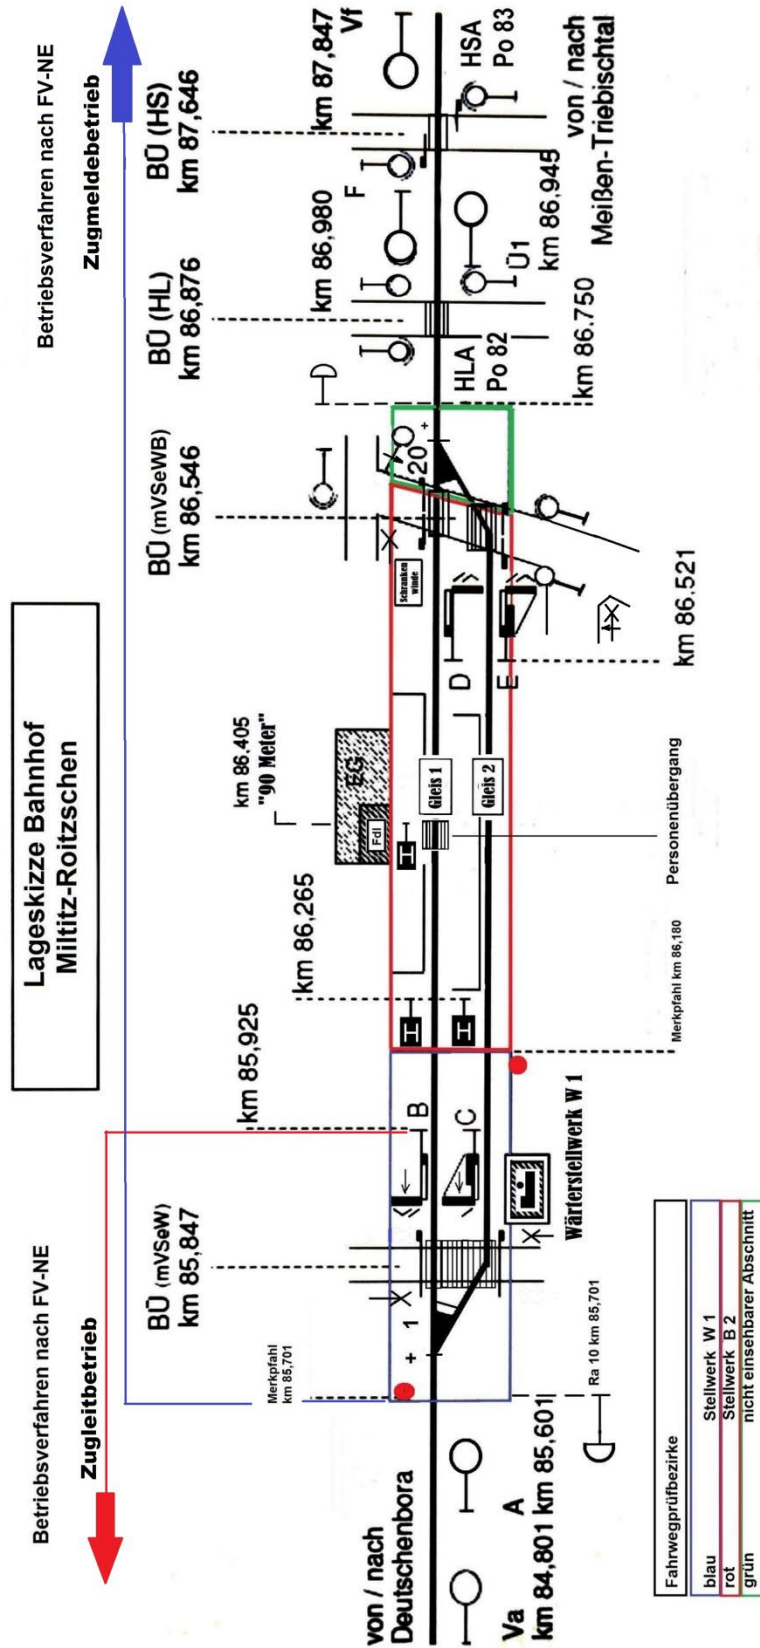 Lageskizze Bahnhof
Miltitz-Roitzschen
Betriebsverfahren nach FV-NE
Zugleitbetrieb
Betriebsverfahren nach FV-NE
Zugmeldebetrieb
BÜ (mVSeW)
km 85,847
km 85,925
km 86,265
km 86.405
"90 Meter"
BÜ (mVSeWB)
km 86,546
BÜ (HL)
km 86,876
BÜ (HS)
km 87,646
km 86,980
km 87,847
F
Vf
Merkpfahl
km 85,701
EG
Fdl
H
Schranken
winde
+ 1
B
20
+
von / nach
Deutschenbora
H
H
C
Gleis 1
Gleis 2
D
E
HLA
Po 82
Ü1
km 86,945
HSA
Po 83
von / nach
Meißen-Triebischtal
Va
km 84,801
A
km 85,601
Ra 10 km 85,701
Wärterstellwerk W 1
Merkpfahl km 86,180
Personenübergang
km 86.521
km 86.750
Fahrwegprüfbezirke
blau Stellwerk W 1
rot Stellwerk B 2
grün nicht einsehbarer Abschnitt